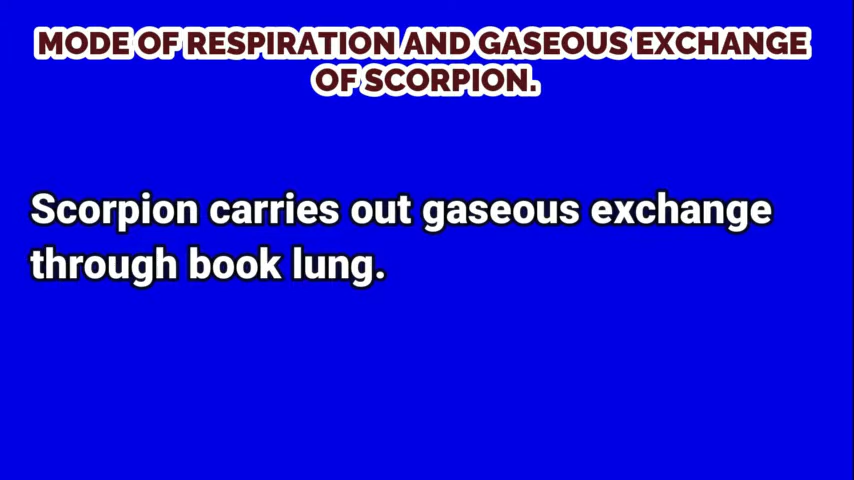 MODE OF RESPIRATION AND GASEOUS EXCHANGE
OF SCORPION.
Scorpion carries out gaseous exchange
through book lung.